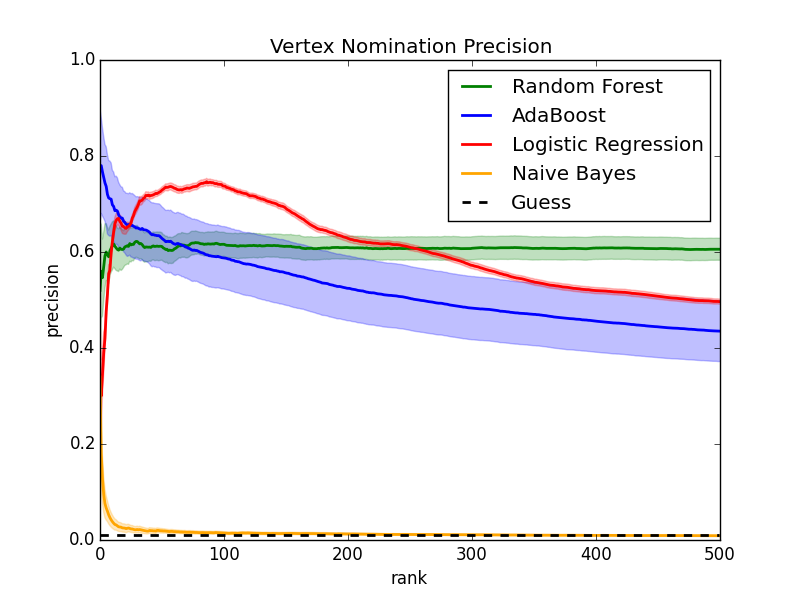 Vertex Nomination Precision
1.0
0.8
0.6
0.4
0.2
0.0
precision
Random Forest
AdaBoost
Logistic Regression
Naive Bayes
Guess
0 100 200 300 400 500
rank